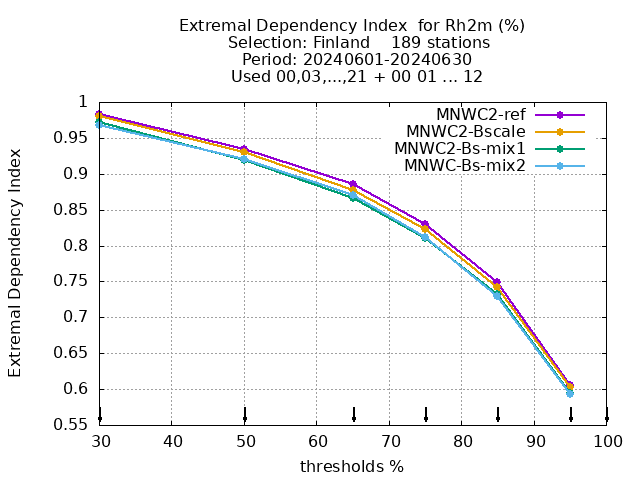 Extremal Dependency Index  for Rh2m (%)
Selection: Finland    189 stations
Period: 20240601-20240630
Used 00,03,...,21 + 00 01 ... 12
MNWC2-ref
MNWC2-Bscale
MNWC2-Bs-mix1
MNWC-Bs-mix2
Extremal Dependency Index
1
0.95
0.9
0.85
0.8
0.75
0.7
0.65
0.6
0.55
30 40 50 60 70 80 90 100
thresholds %